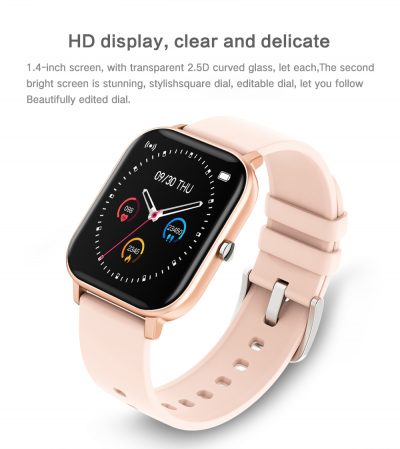 HD display, clear and delicate
1.4-inch screen, with transparent 2.5D curved glass, let each,The second
bright screen is stunning, stylishsquare dial, editable dial, let you follow
Beautifully edited dial.
09/30 THU